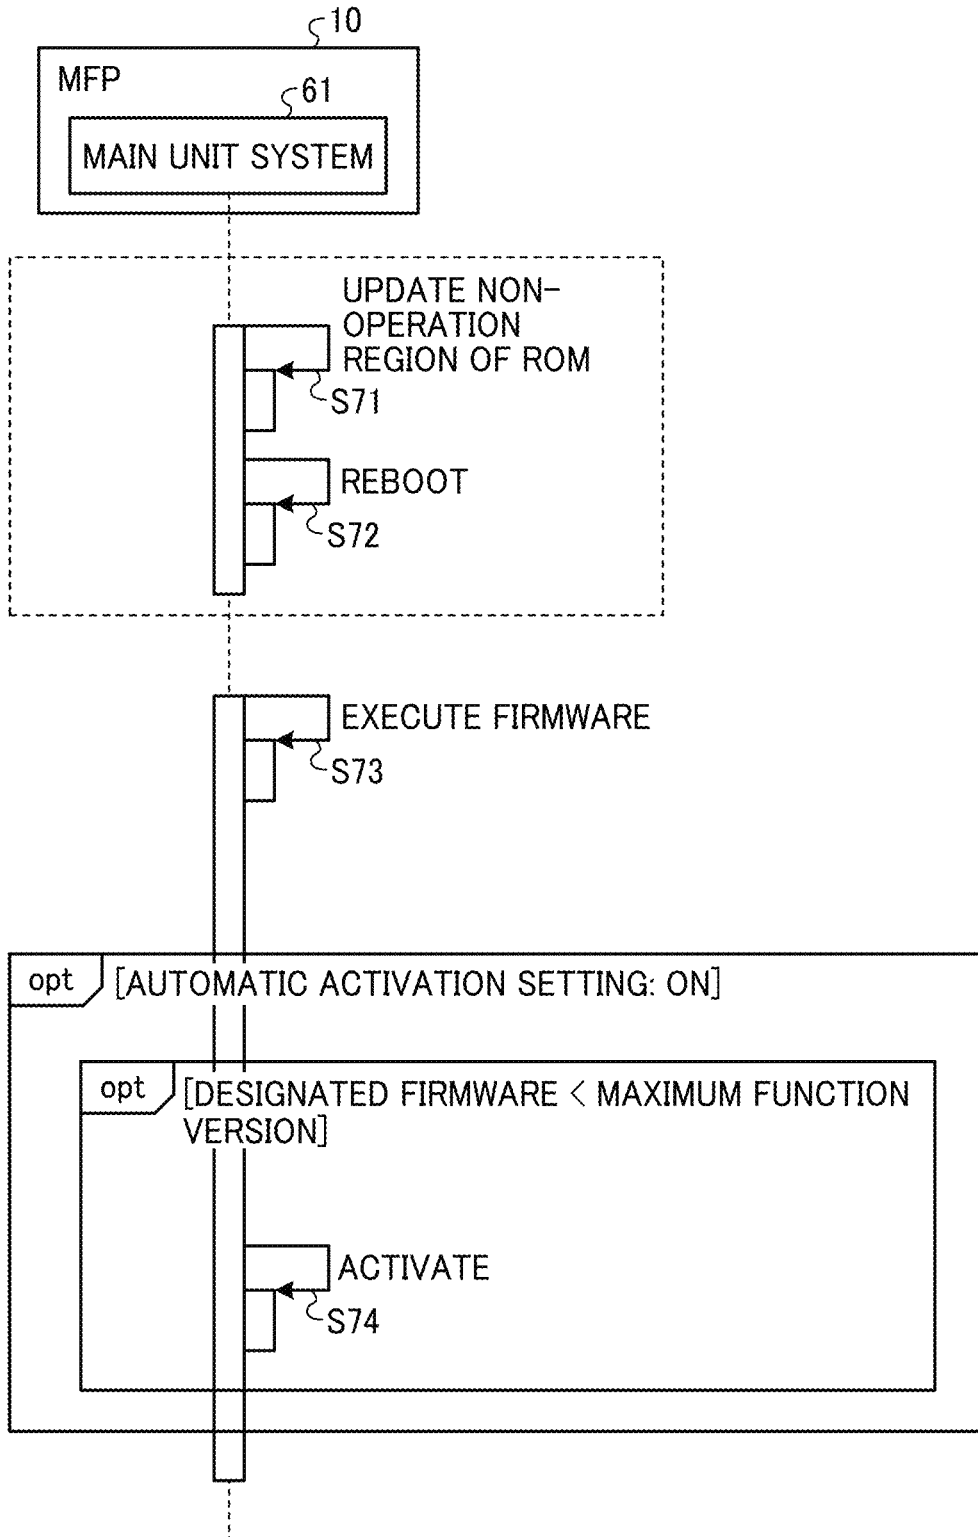 10
MFP
61
MAIN UNIT SYSTEM
UPDATE NON-
OPERATION
REGION OF ROM
S71
REBOOT
S72
EXECUTE FIRMWARE
S73
opt [AUTOMATIC ACTIVATION SETTING: ON]
opt [DESIGNATED FIRMWARE < MAXIMUM FUNCTION
VERSION]
ACTIVATE
S74